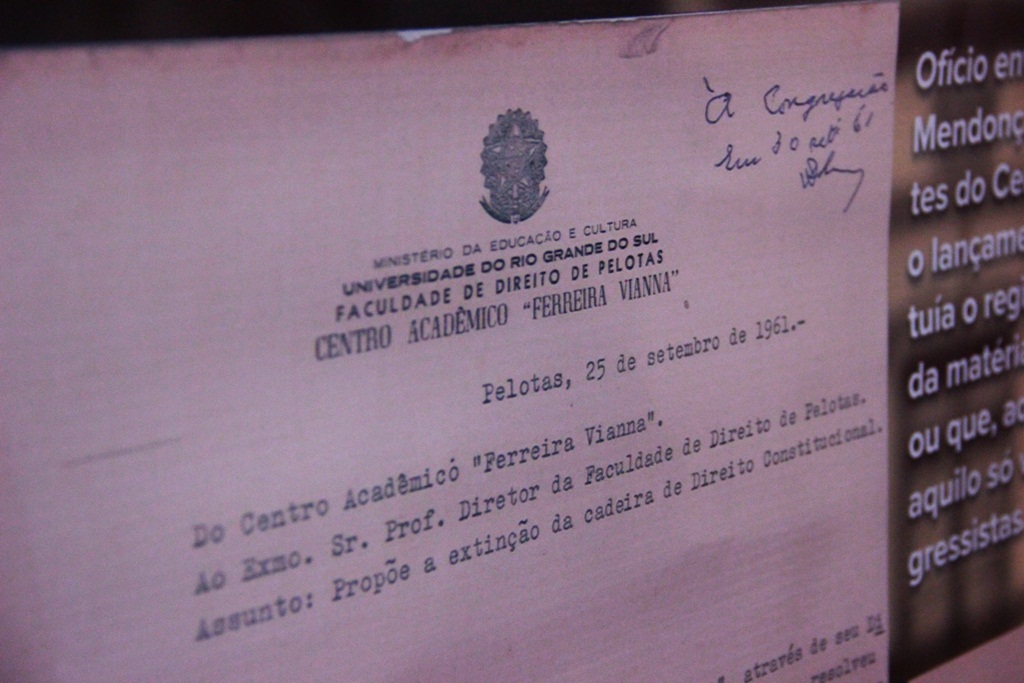 À Congregação
Em 30 set 61
MINISTÉRIO DA EDUCAÇÃO E CULTURA
UNIVERSIDADE DO RIO GRANDE DO SUL
FACULDADE DE DIREITO DE PELOTAS
CENTRO ACADÊMICO "FERREIRA VIANNA"
Pelotas, 25 de setembro de 1961.-
Do Centro Acadêmicó "Ferreira Vianna".
Ao Exmo. Sr. Prof. Diretor da Faculdade de Direito de Pelotas.
Assunto: Propõe a extinção da cadeira de Direito Constitucional.
, através de seu Di
resolveu
Ofício em
Mendonç
tes do Ce
o lançame
tuía o reg
da matéri
ou que, ao
aquilo só
gressistas